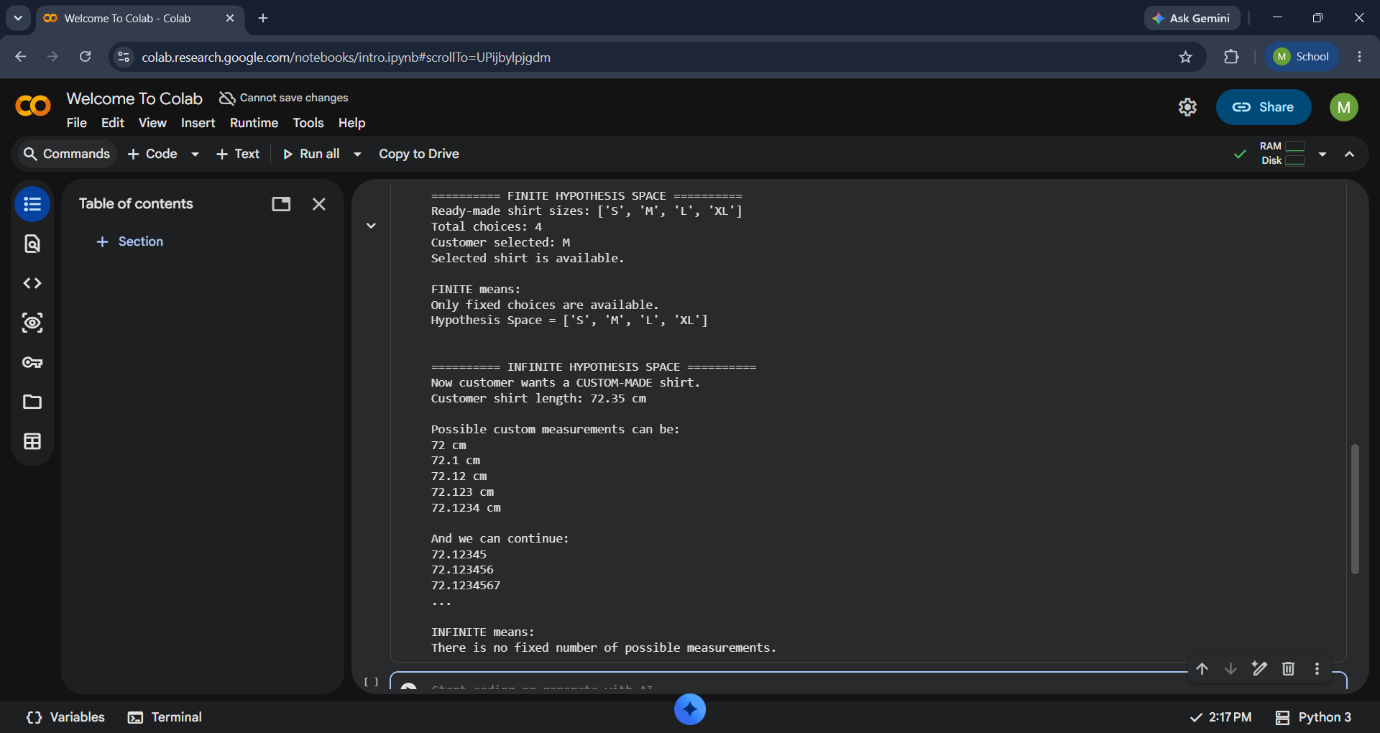 Welcome To Colab - Colab
Ask Gemini
colab.research.google.com/notebooks/intro.ipynb#scrollTo=UPijbylpjgdm
M School
Welcome To Colab
Cannot save changes
File Edit View Insert Runtime Tools Help
Share
M
Commands + Code + Text Run all Copy to Drive
RAM
Disk
Table of contents
+ Section
========== FINITE HYPOTHESIS SPACE ==========
Ready-made shirt sizes: ['S', 'M', 'L', 'XL']
Total choices: 4
Customer selected: M
Selected shirt is available.
FINITE means:
Only fixed choices are available.
Hypothesis Space = ['S', 'M', 'L', 'XL']
========== INFINITE HYPOTHESIS SPACE ==========
Now customer wants a CUSTOM-MADE shirt.
Customer shirt length: 72.35 cm
Possible custom measurements can be:
72 cm
72.1 cm
72.12 cm
72.123 cm
72.1234 cm
And we can continue:
72.12345
72.123456
72.1234567
...
INFINITE means:
There is no fixed number of possible measurements.
[ ]
Start coding or generate with AI
Variables Terminal
2:17 PM
Python 3